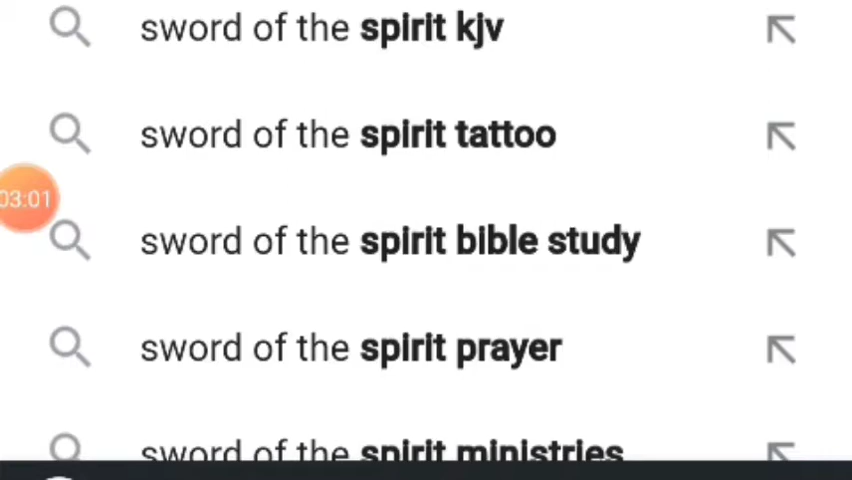 sword of the spirit kjv
sword of the spirit tattoo
03:01
sword of the spirit bible study
sword of the spirit prayer
sword of the spirit ministries